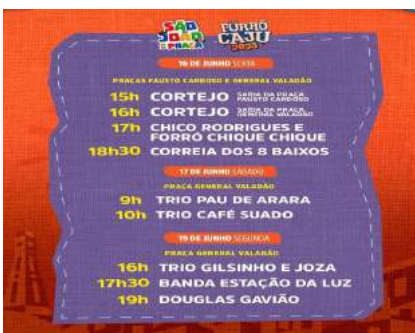 SÃO JOÃO NA PRAÇA
FORRÓ CAJU 2023
16 DE JUNHO SEXTA
PRAÇAS FAUSTO CARDOSO E GENERAL VALADÃO
15h CORTEJO SAÍDA DA PRAÇA FAUSTO CARDOSO
16h CORTEJO SAÍDA DA PRAÇA GENERAL VALADÃO
17h CHICO RODRIGUES E FORRÓ CHIQUE CHIQUE
18h30 CORREIA DOS 8 BAIXOS
17 DE JUNHO SÁBADO
PRAÇA GENERAL VALADÃO
9h TRIO PAU DE ARARA
10h TRIO CAFÉ SUADO
19 DE JUNHO SEGUNDA
PRAÇA GENERAL VALADÃO
16h TRIO GILSINHO E JOZA
17h30 BANDA ESTAÇÃO DA LUZ
19h DOUGLAS GAVIÃO